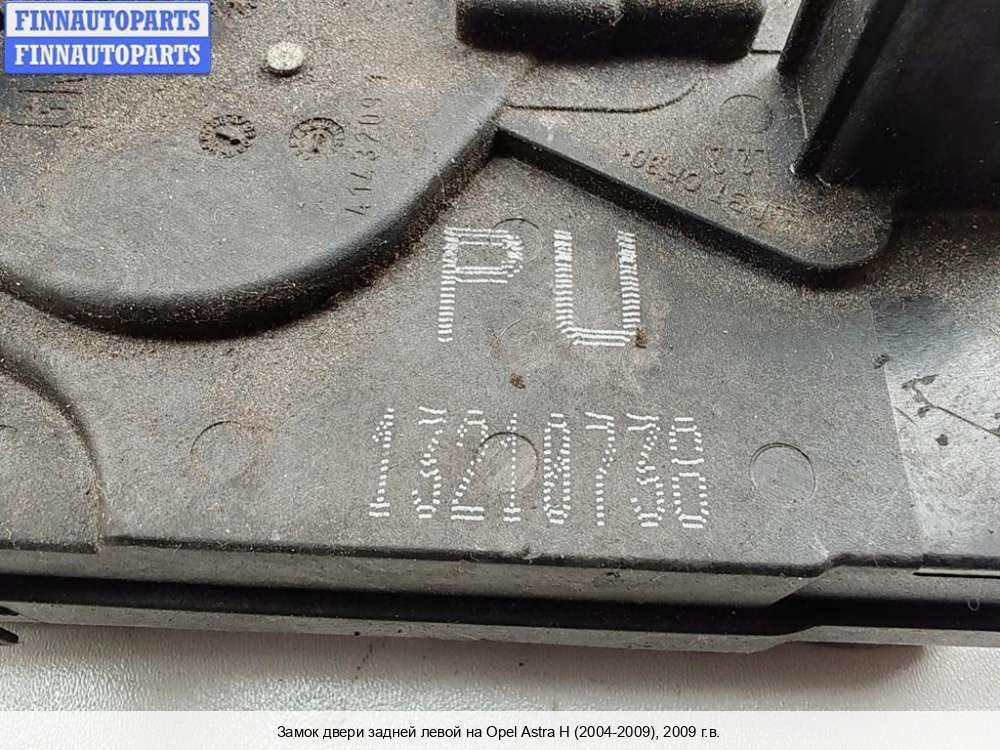 FINNAUTOPARTS
FINNAUTOPARTS
4143209
PU
13210738
Замок двери задней левой на Opel Astra H (2004-2009), 2009 г.в.